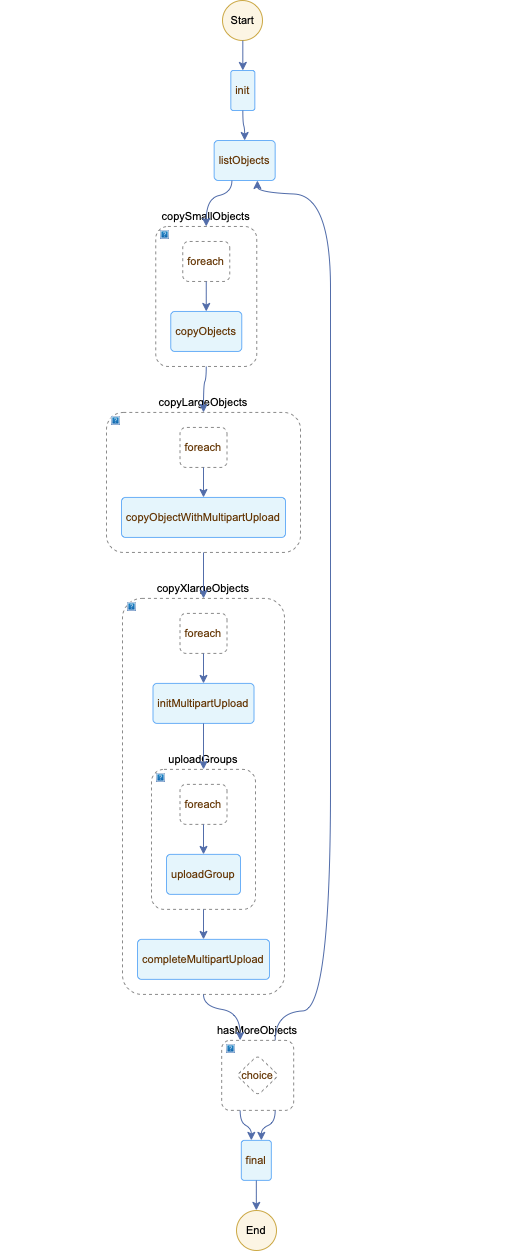 Start
init
listObjects
copySmallObjects
foreach
copyObjects
copyLargeObjects
foreach
copyObjectWithMultipartUpload
copyXlargeObjects
foreach
initMultipartUpload
uploadGroups
foreach
uploadGroup
completeMultipartUpload
hasMoreObjects
choice
final
End